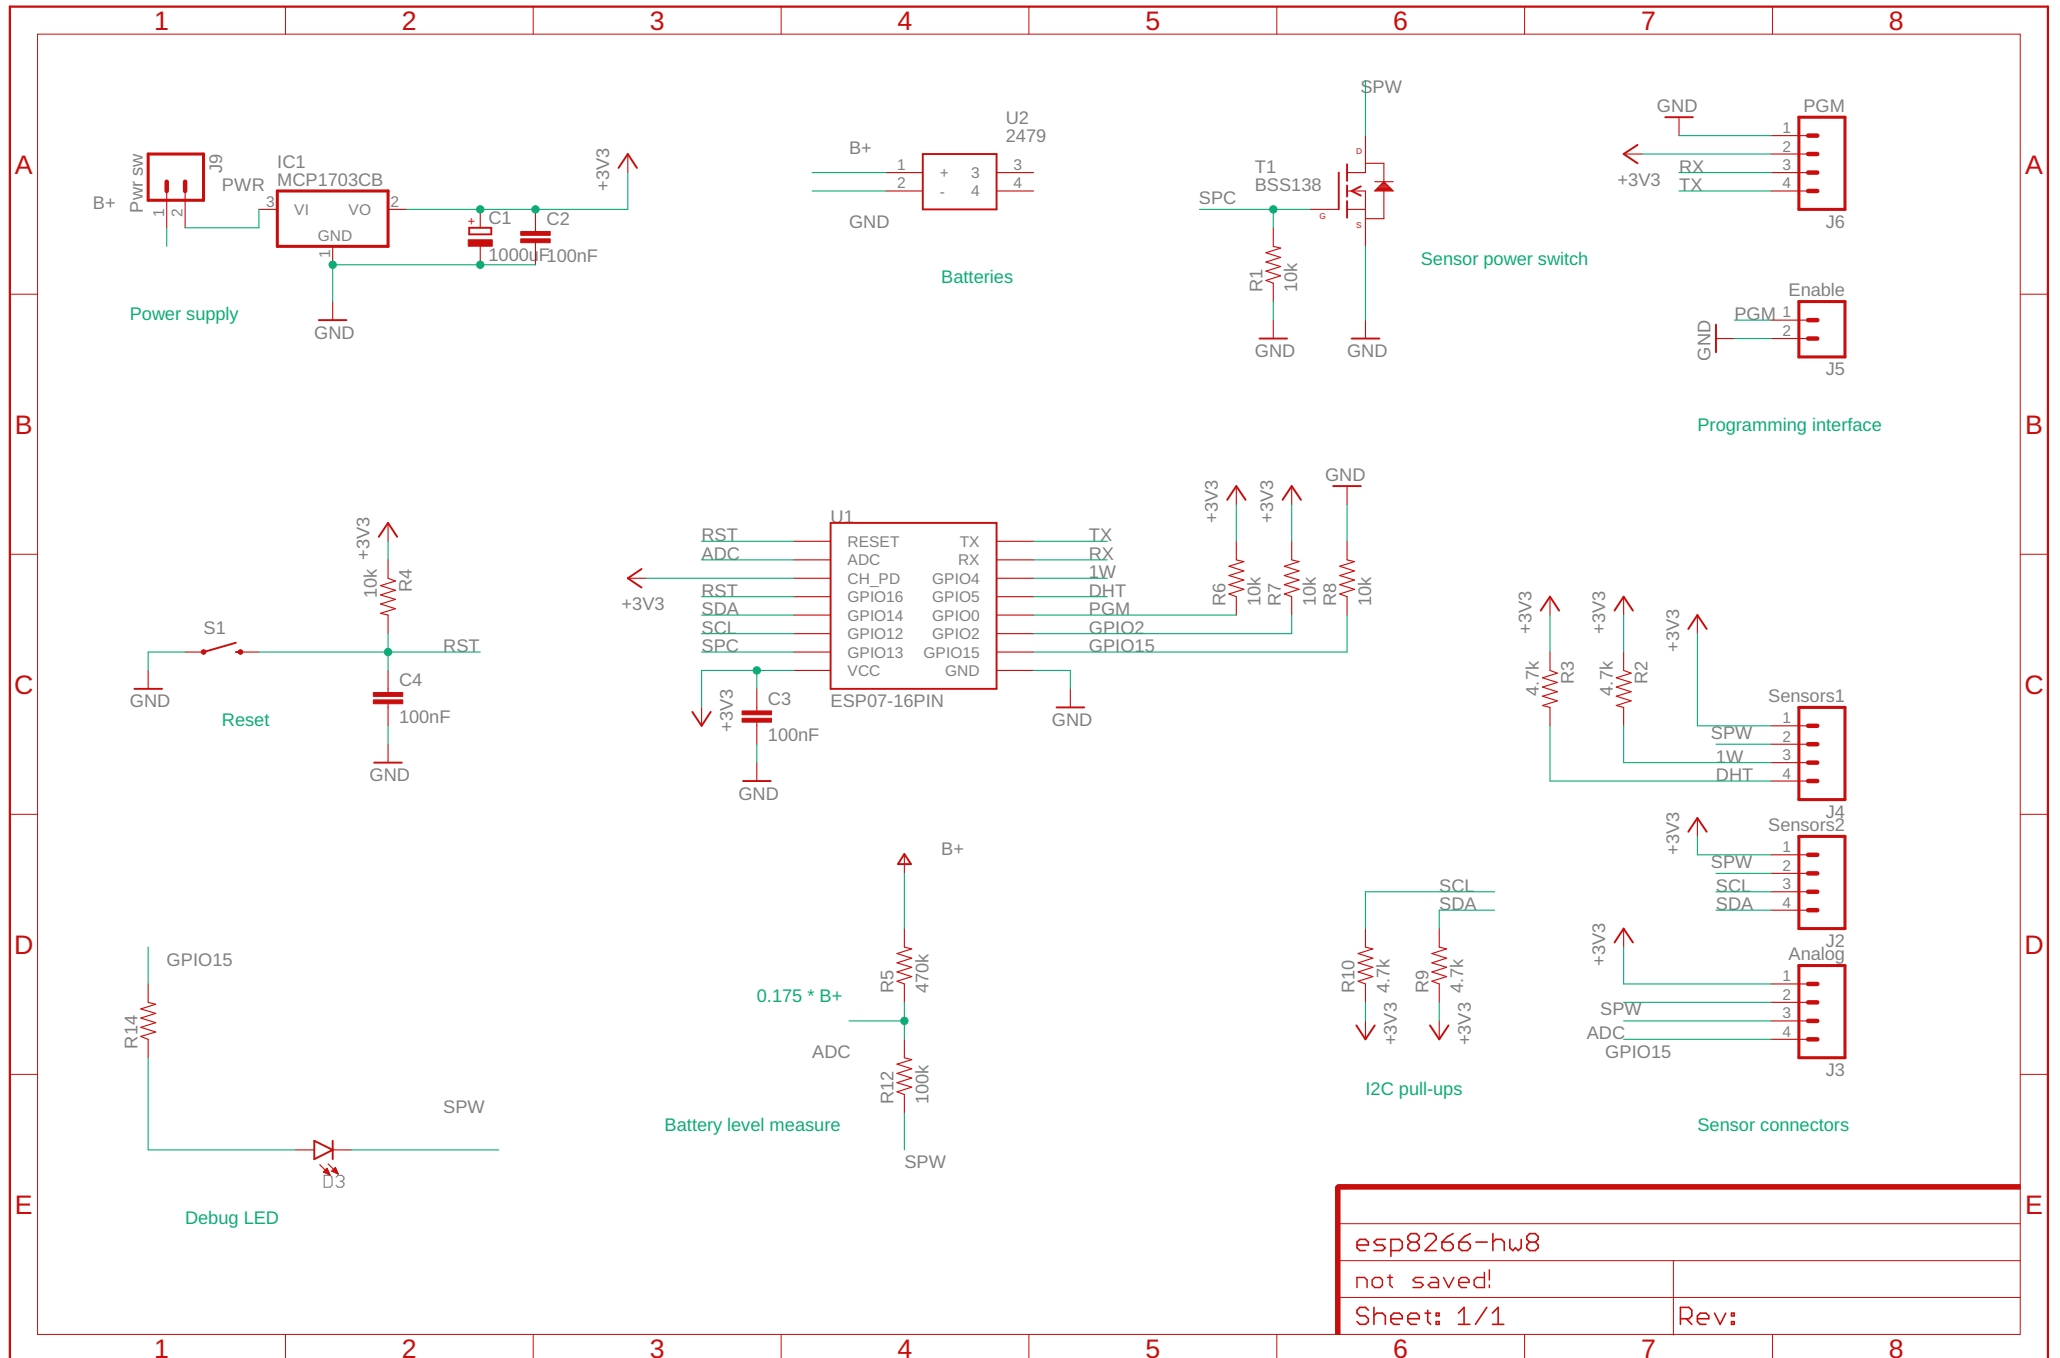 1 2 3 4 5 6 7 8
A
B
C
D
E
A
B
C
D
E
1 2 3 4 5 6 7 8
B+
Pwr sw
J9
1
2
PWR
IC1
MCP1703CB
3 VI VO 2
GND
1
+
C1
1000uF
C2
100nF
+3V3
GND
Power supply
U2
2479
B+
1 + 3 3
2 - 4 4
GND
Batteries
SPW
D
T1
BSS138
SPC
G
S
R1
10k
GND
GND
Sensor power switch
GND
PGM
1
2
RX 3
+3V3
TX 4
J6
Enable
PGM 1
GND
2
J5
Programming interface
+3V3
10k
R4
S1
RST
GND
C4
100nF
Reset
GND
U1
RST RESET TX TX
ADC ADC RX RX
CH_PD GPIO4 1W
+3V3
RST GPIO16 GPIO5 DHT
SDA GPIO14 GPIO0 PGM
SCL GPIO12 GPIO2 GPIO2
SPC GPIO13 GPIO15 GPIO15
VCC GND
ESP07-16PIN
+3V3
C3
100nF
GND
GND
+3V3
+3V3
GND
R6
10k
R7
10k
R8
10k
+3V3
+3V3
+3V3
4.7k
R3
4.7k
R2
Sensors1
1
SPW 2
1W 3
DHT 4
J4
Sensors2
+3V3
1
SPW 2
SCL 3
SDA 4
J2
Analog
+3V3
1
2
SPW
3
ADC
4
GPIO15
J3
Sensor connectors
SCL
SDA
R10
4.7k
R9
4.7k
+3V3
+3V3
I2C pull-ups
B+
R5
470k
0.175 * B+
ADC
R12
100k
Battery level measure
SPW
GPIO15
R14
SPW
D3
Debug LED
esp8266-hw8
not saved!
Sheet: 1/1
Rev: